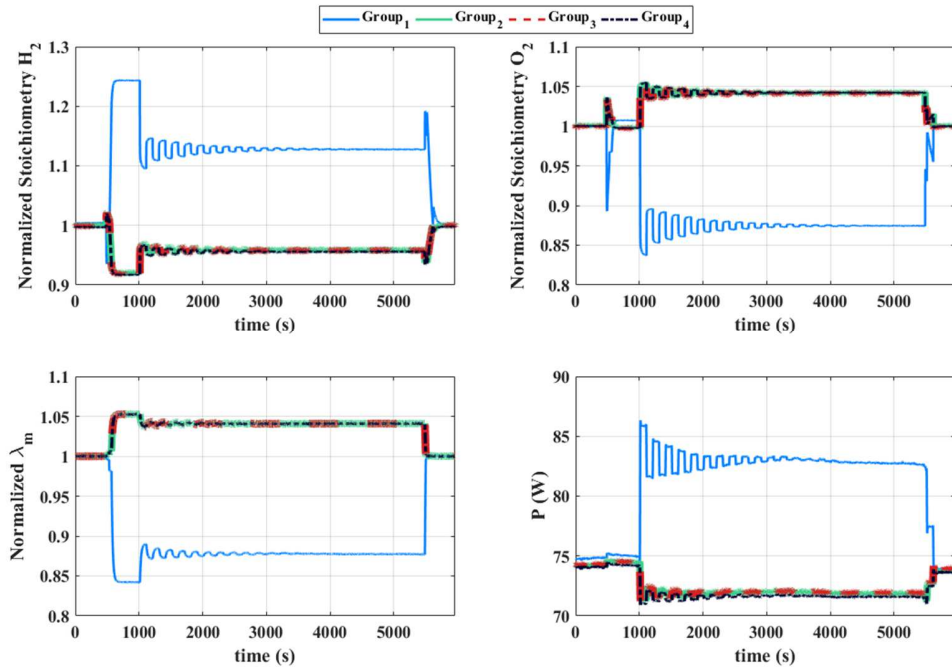 Group1 Group2 Group3 Group4
Normalized Stoichiometry H2
1.3
1.2
1.1
1
0.9
0 1000 2000 3000 4000 5000
time (s)
Normalized Stoichiometry O2
1.1
1.05
1
0.95
0.9
0.85
0.8
0 1000 2000 3000 4000 5000
time (s)
Normalized λm
1.1
1.05
1
0.95
0.9
0.85
0.8
0 1000 2000 3000 4000 5000
time (s)
P (W)
90
85
80
75
70
0 1000 2000 3000 4000 5000
time (s)